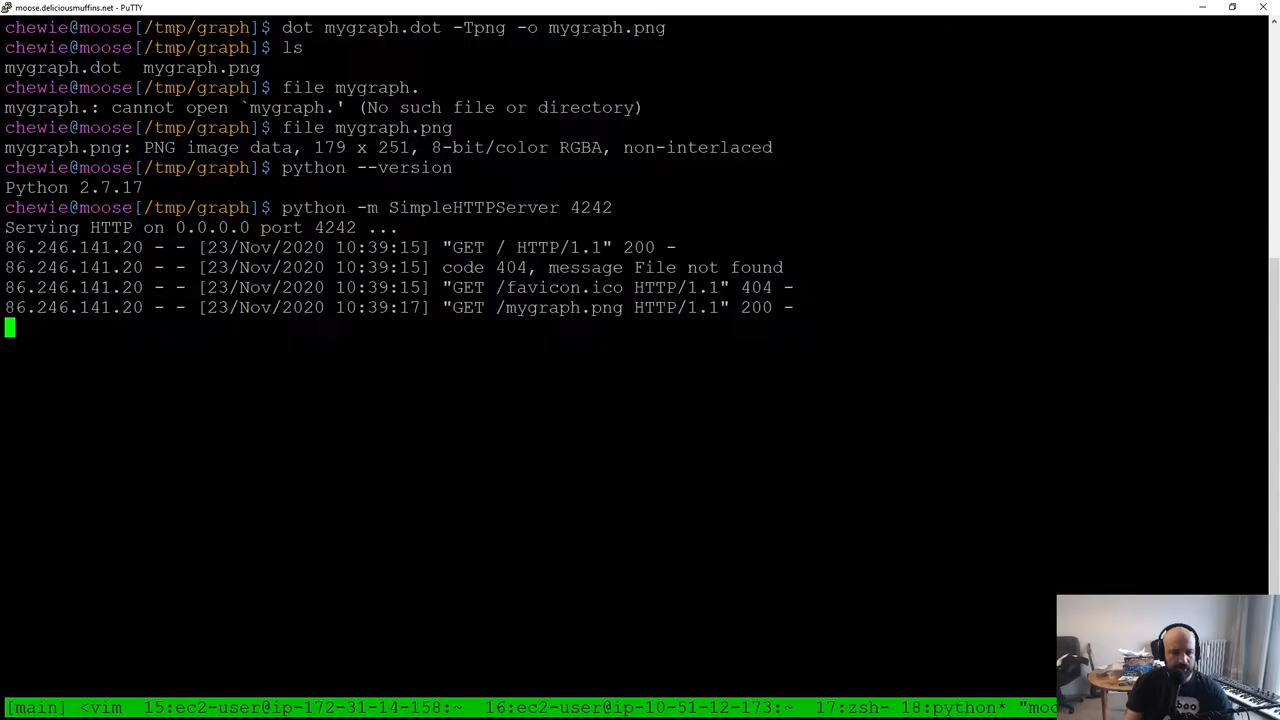 moose.deliciousmuffins.net - PuTTY
chewie@moose[/tmp/graph]$ dot mygraph.dot -Tpng -o mygraph.png
chewie@moose[/tmp/graph]$ ls
mygraph.dot  mygraph.png
chewie@moose[/tmp/graph]$ file mygraph.
mygraph.: cannot open `mygraph.' (No such file or directory)
chewie@moose[/tmp/graph]$ file mygraph.png
mygraph.png: PNG image data, 179 x 251, 8-bit/color RGBA, non-interlaced
chewie@moose[/tmp/graph]$ python --version
Python 2.7.17
chewie@moose[/tmp/graph]$ python -m SimpleHTTPServer 4242
Serving HTTP on 0.0.0.0 port 4242 ...
86.246.141.20 - - [23/Nov/2020 10:39:15] "GET / HTTP/1.1" 200 -
86.246.141.20 - - [23/Nov/2020 10:39:15] code 404, message File not found
86.246.141.20 - - [23/Nov/2020 10:39:15] "GET /favicon.ico HTTP/1.1" 404 -
86.246.141.20 - - [23/Nov/2020 10:39:17] "GET /mygraph.png HTTP/1.1" 200 -
boo
[main] <vim  15:ec2-user@ip-172-31-14-158:~  16:ec2-user@ip-10-51-12-173:~  17:zsh- 18:python* "moo